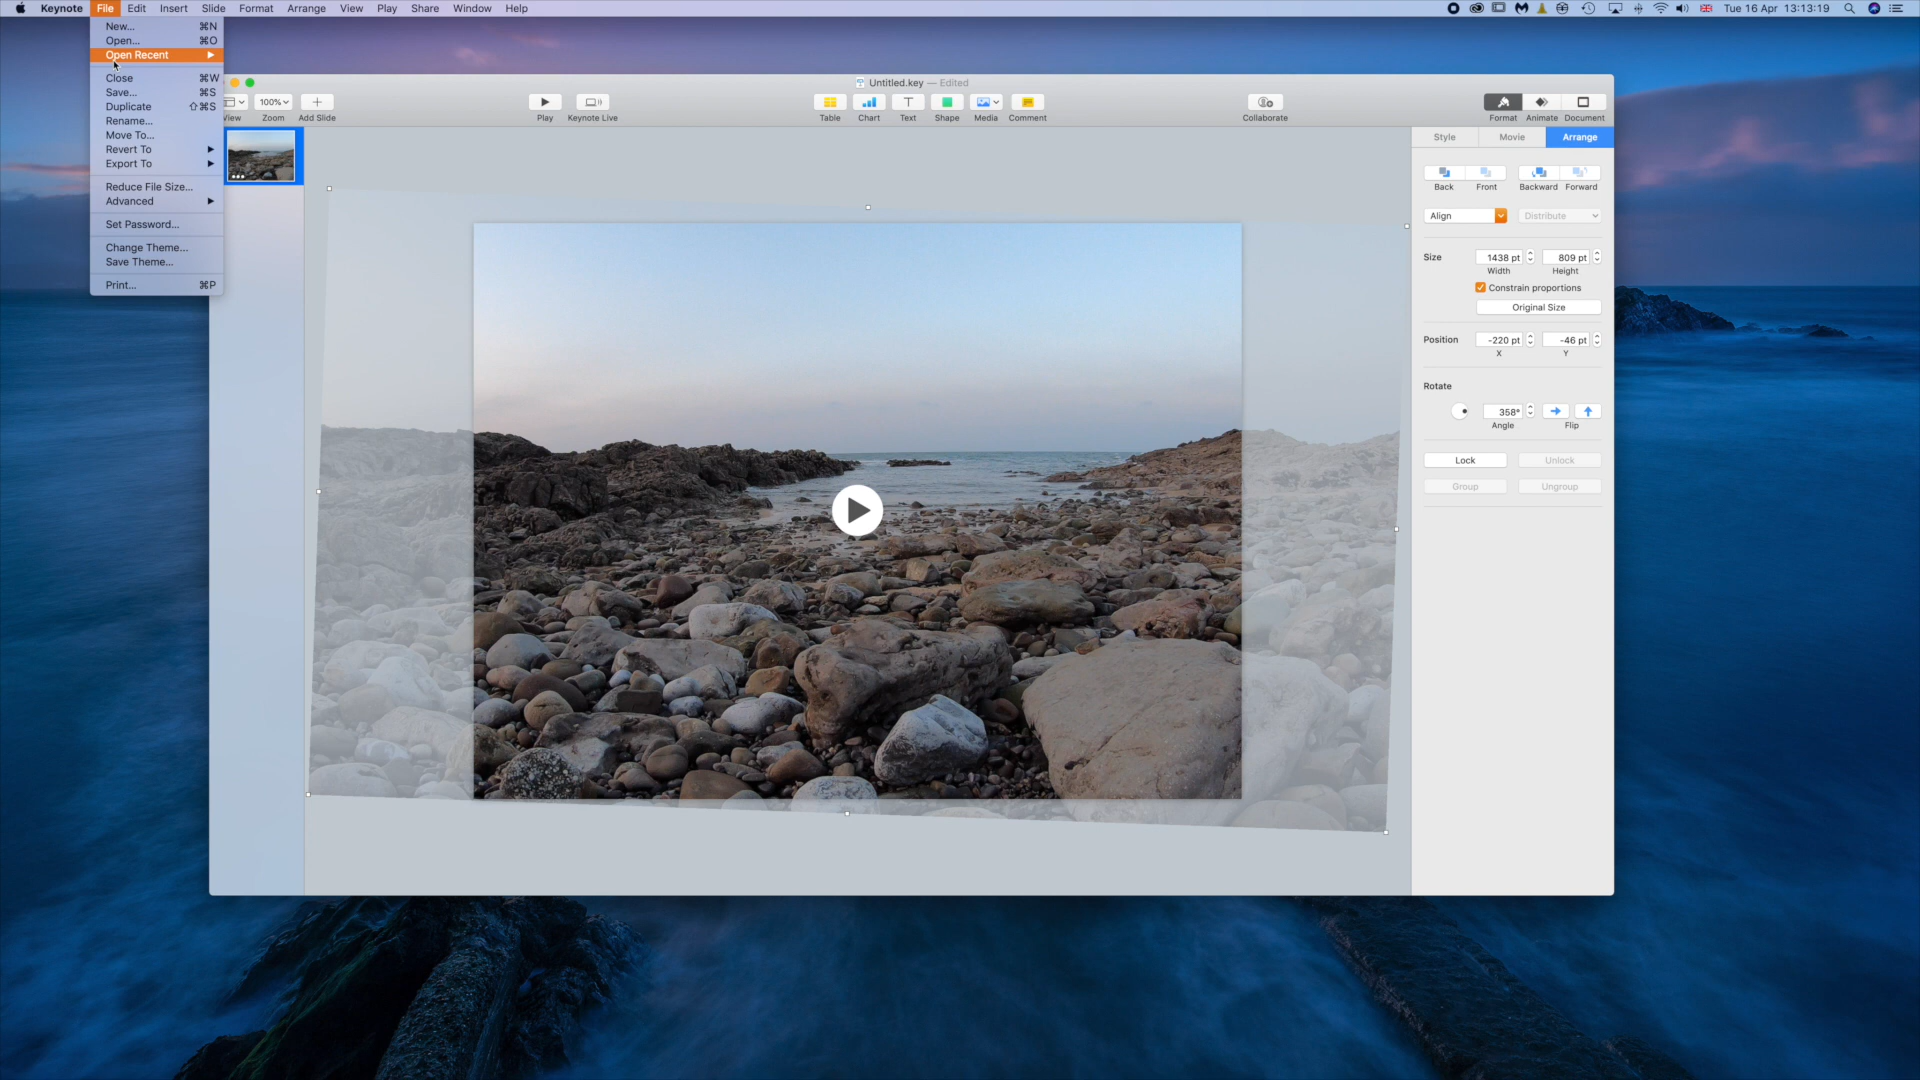 Keynote File Edit Insert Slide Format Arrange View Play Share Window Help Tue 16 Apr 13:13:19
New... ⌘N
Open... ⌘O
Open Recent
Close ⌘W
Save... ⌘S
Duplicate ⇧⌘S
Rename...
Move To...
Revert To
Export To
Reduce File Size...
Advanced
Set Password...
Change Theme...
Save Theme...
Print... ⌘P
Untitled.key — Edited
100%
View Zoom Add Slide Play Keynote Live Table Chart Text Shape Media Comment Collaborate Format Animate Document
Style Movie Arrange
Back Front Backward Forward
Align Distribute
Size 1438 pt 809 pt
Width Height
Constrain proportions
Original Size
Position -220 pt -46 pt
X Y
Rotate
358°
Angle Flip
Lock Unlock
Group Ungroup